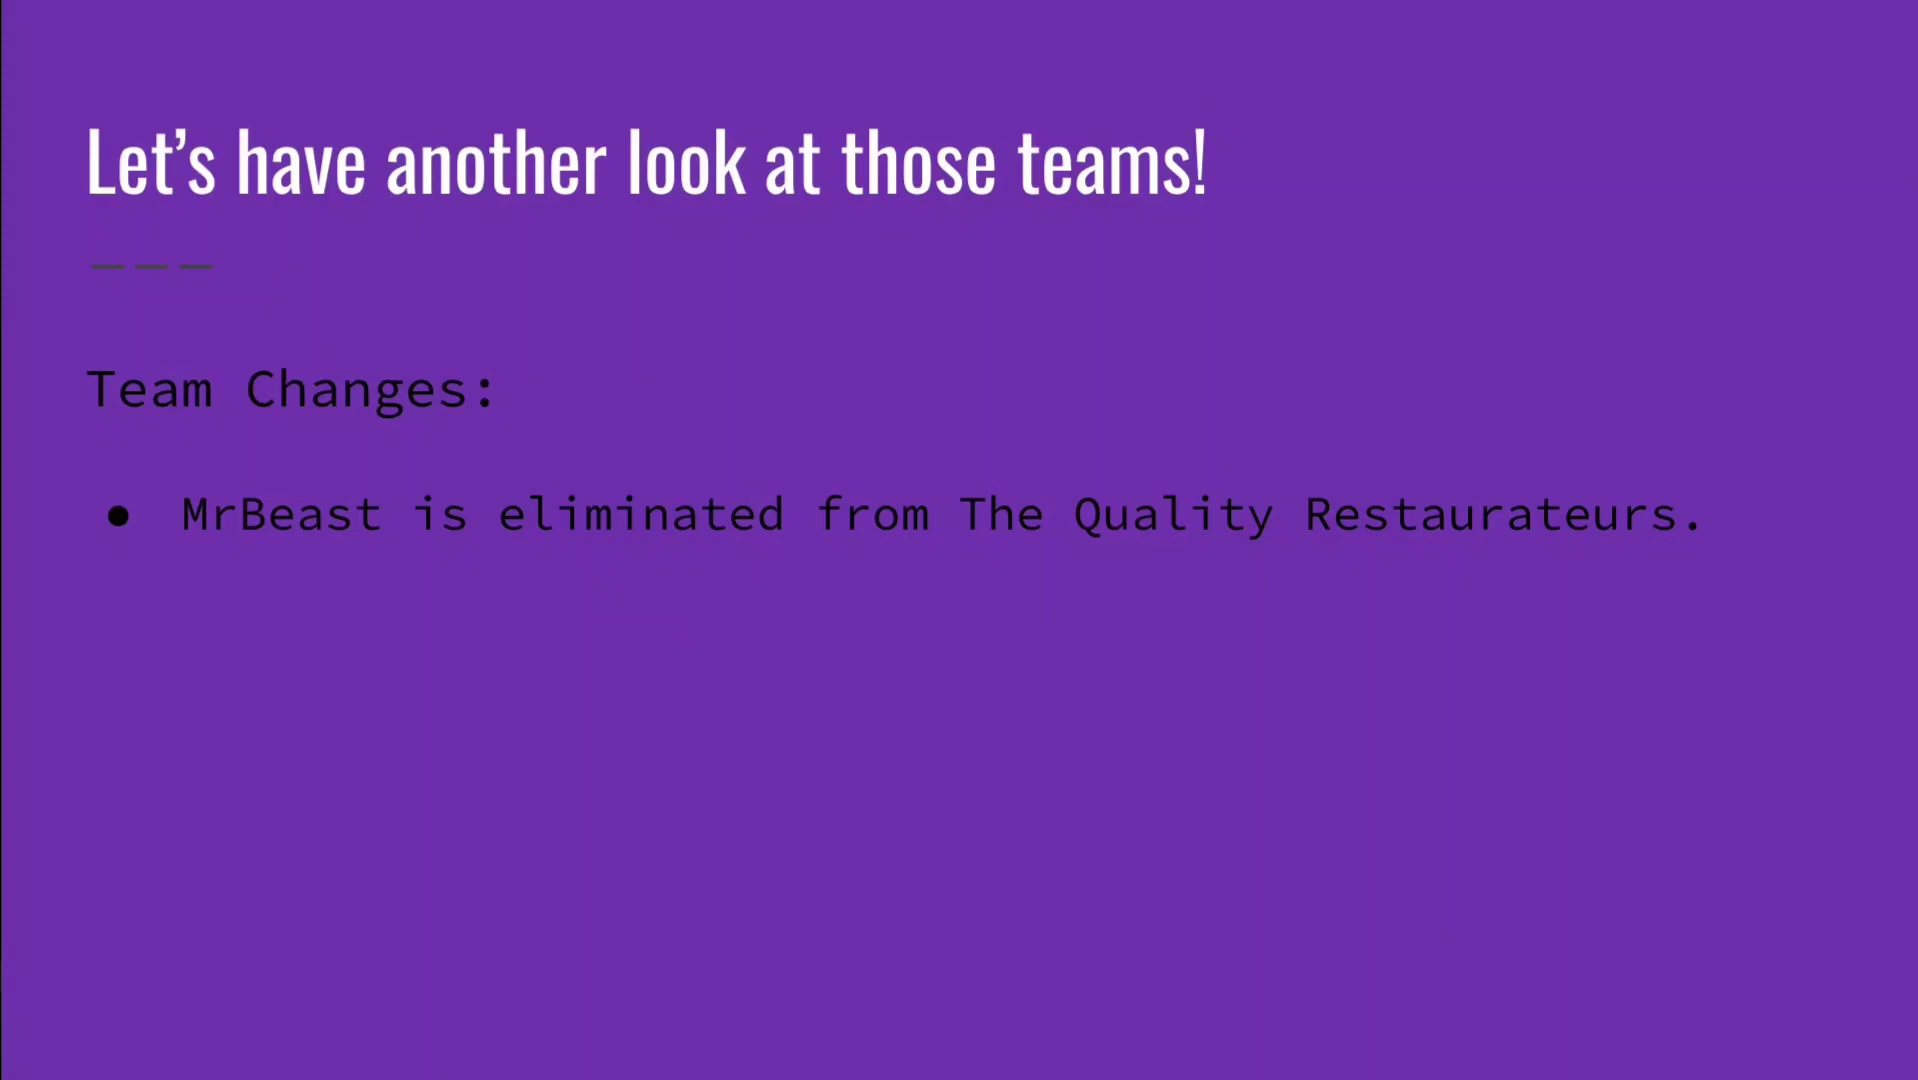 Let’s have another look at those teams!
Team Changes:
● MrBeast is eliminated from The Quality Restaurateurs.